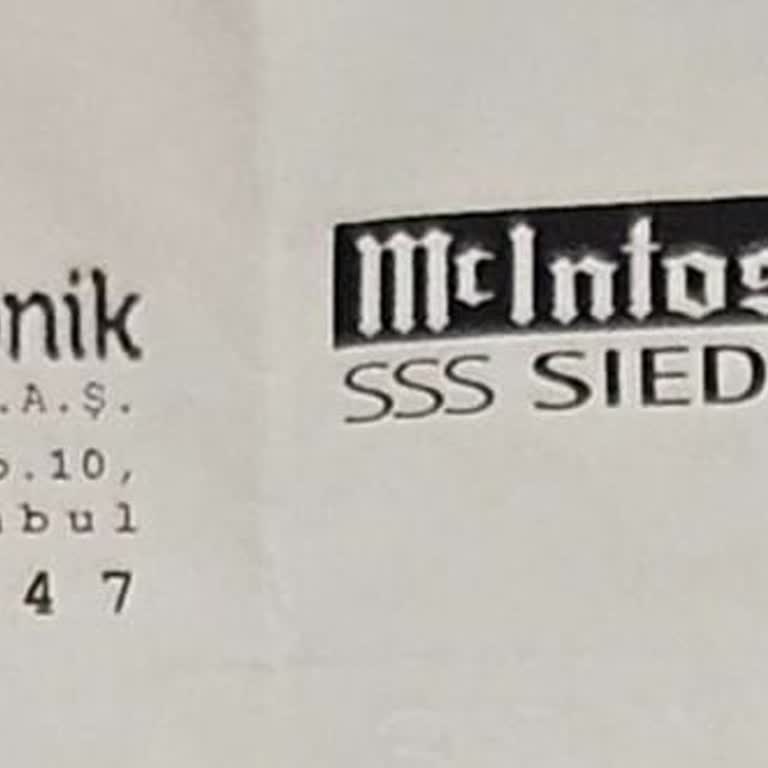 nik
.A.Ş.
.10,
bul
4 7
McIntos
SSS SIED